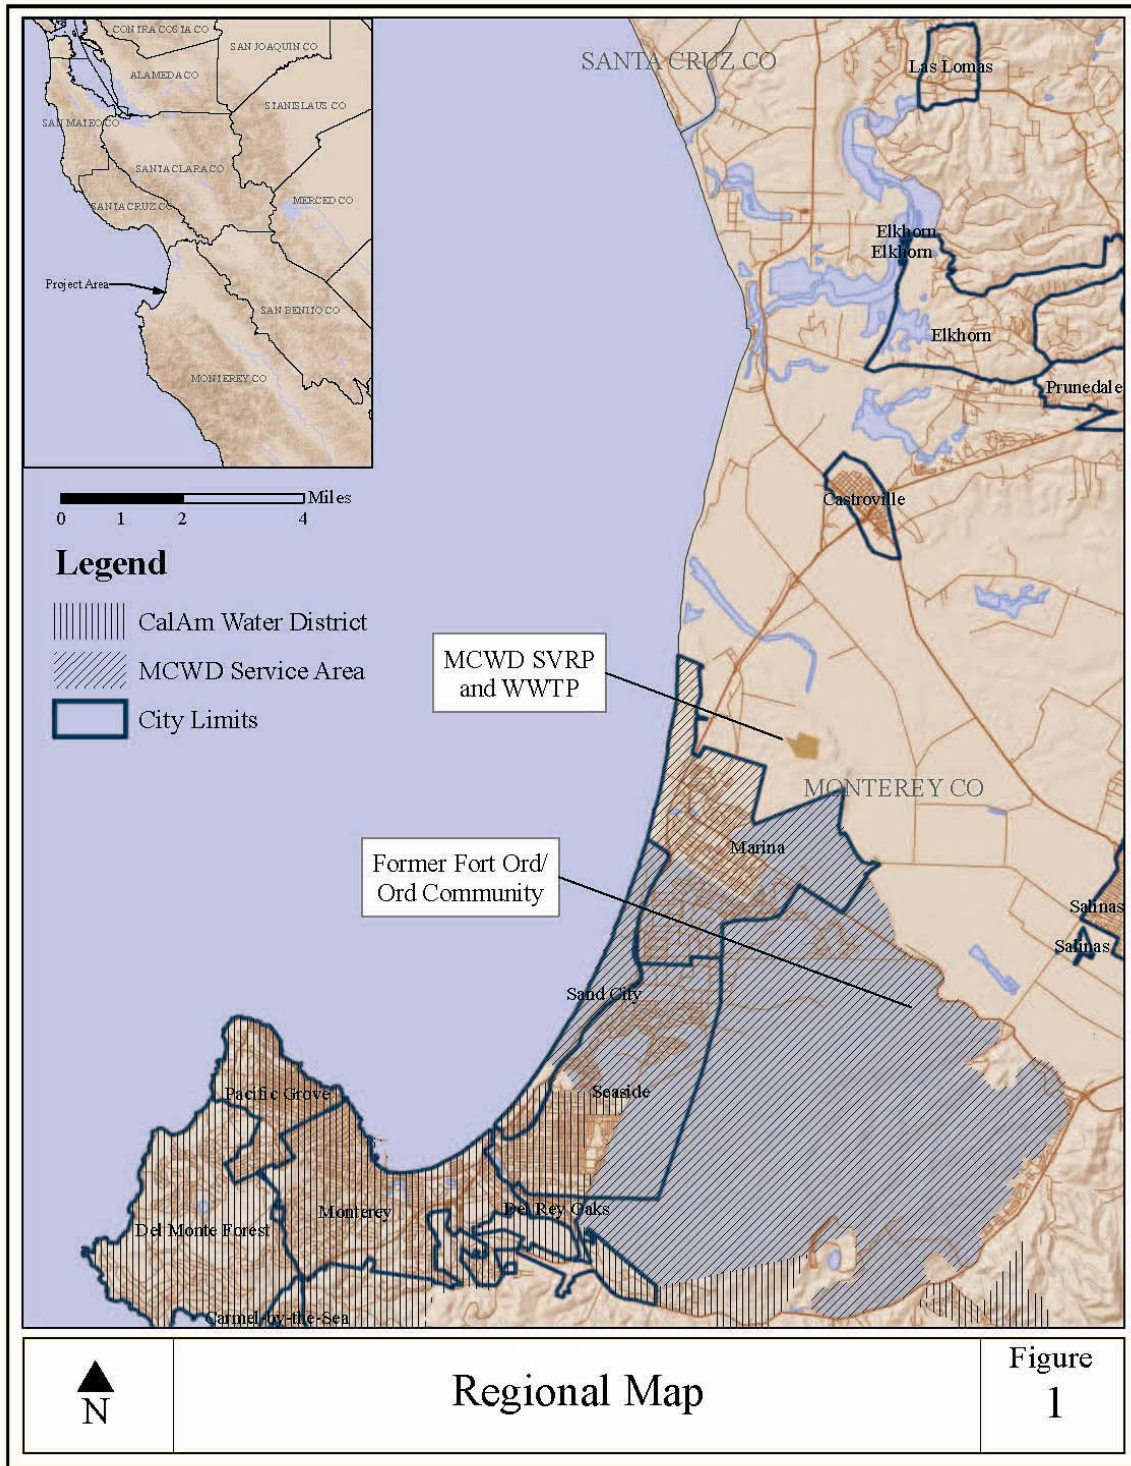 CONTRA COSTA CO
SAN JOAQUIN CO
ALAMEDA CO
STANISLAUS CO
SAN MATEO CO
SANTA CLARA CO
SANTA CRUZ CO
MERCED CO
Project Area
SAN BENITO CO
MONTEREY CO
Miles
0 1 2 4
Legend
CalAm Water District
MCWD Service Area
City Limits
SANTA CRUZ CO
Las Lomas
Elkhorn
Elkhorn
Elkhorn
Prunedale
Castroville
MCWD SVRP
and WWTP
MONTEREY CO
Marina
Former Fort Ord/
Ord Community
Salinas
Salinas
Sand City
Seaside
Pacific Grove
Monterey
Del Rey Oaks
Del Monte Forest
Carmel-by-the-Sea
N
Regional Map
Figure
1